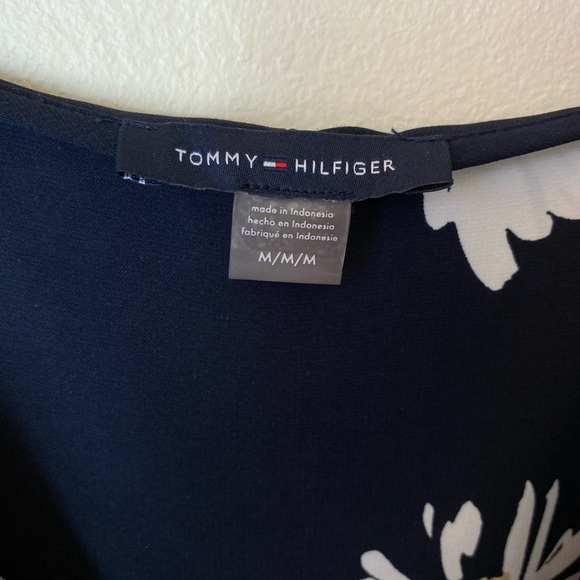 TOMMY HILFIGER
made in Indonesia
hecho en Indonesia
fabriqué en Indonesie
M/M/M